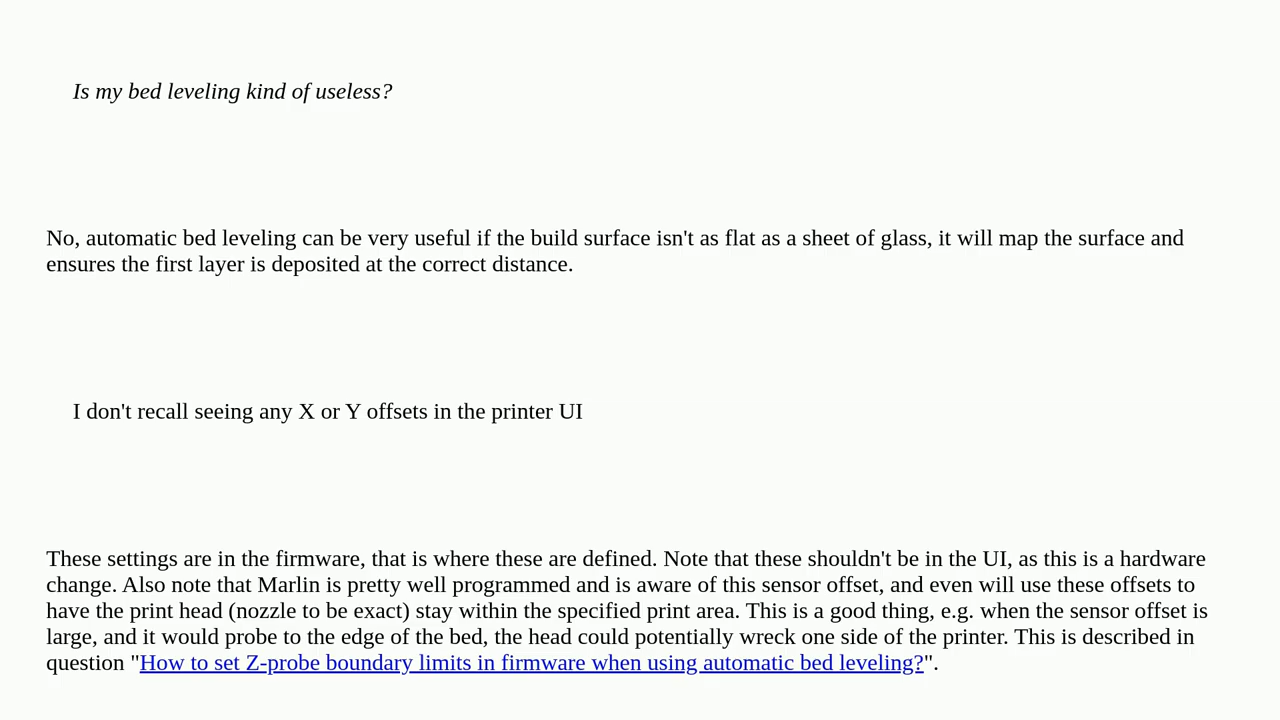 Is my bed leveling kind of useless?
No, automatic bed leveling can be very useful if the build surface isn't as flat as a sheet of glass, it will map the surface and
ensures the first layer is deposited at the correct distance.
I don't recall seeing any X or Y offsets in the printer UI
These settings are in the firmware, that is where these are defined. Note that these shouldn't be in the UI, as this is a hardware
change. Also note that Marlin is pretty well programmed and is aware of this sensor offset, and even will use these offsets to
have the print head (nozzle to be exact) stay within the specified print area. This is a good thing, e.g. when the sensor offset is
large, and it would probe to the edge of the bed, the head could potentially wreck one side of the printer. This is described in
question "How to set Z-probe boundary limits in firmware when using automatic bed leveling?".